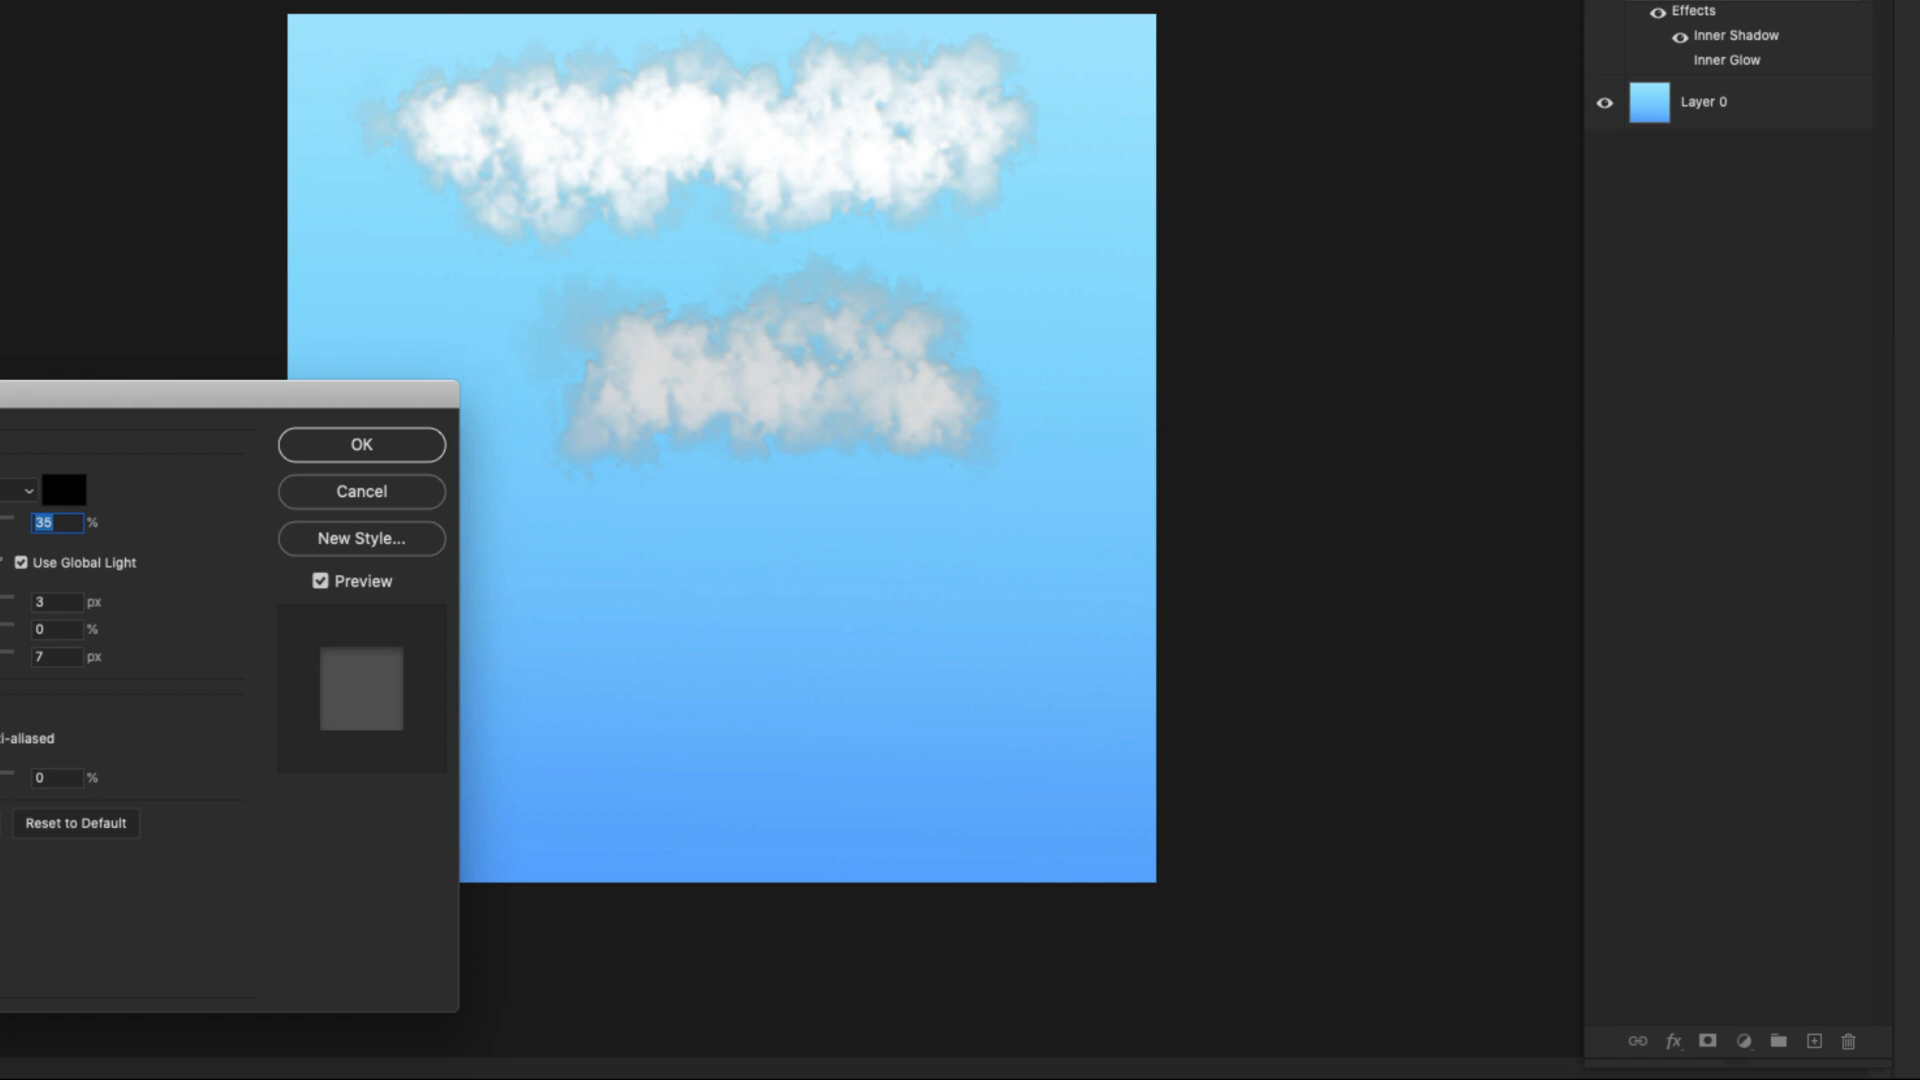 Effects
Inner Shadow
Inner Glow
Layer 0
OK
Cancel
New Style...
Preview
35 %
Use Global Light
3 px
0 %
7 px
i-aliased
0 %
Reset to Default
fx